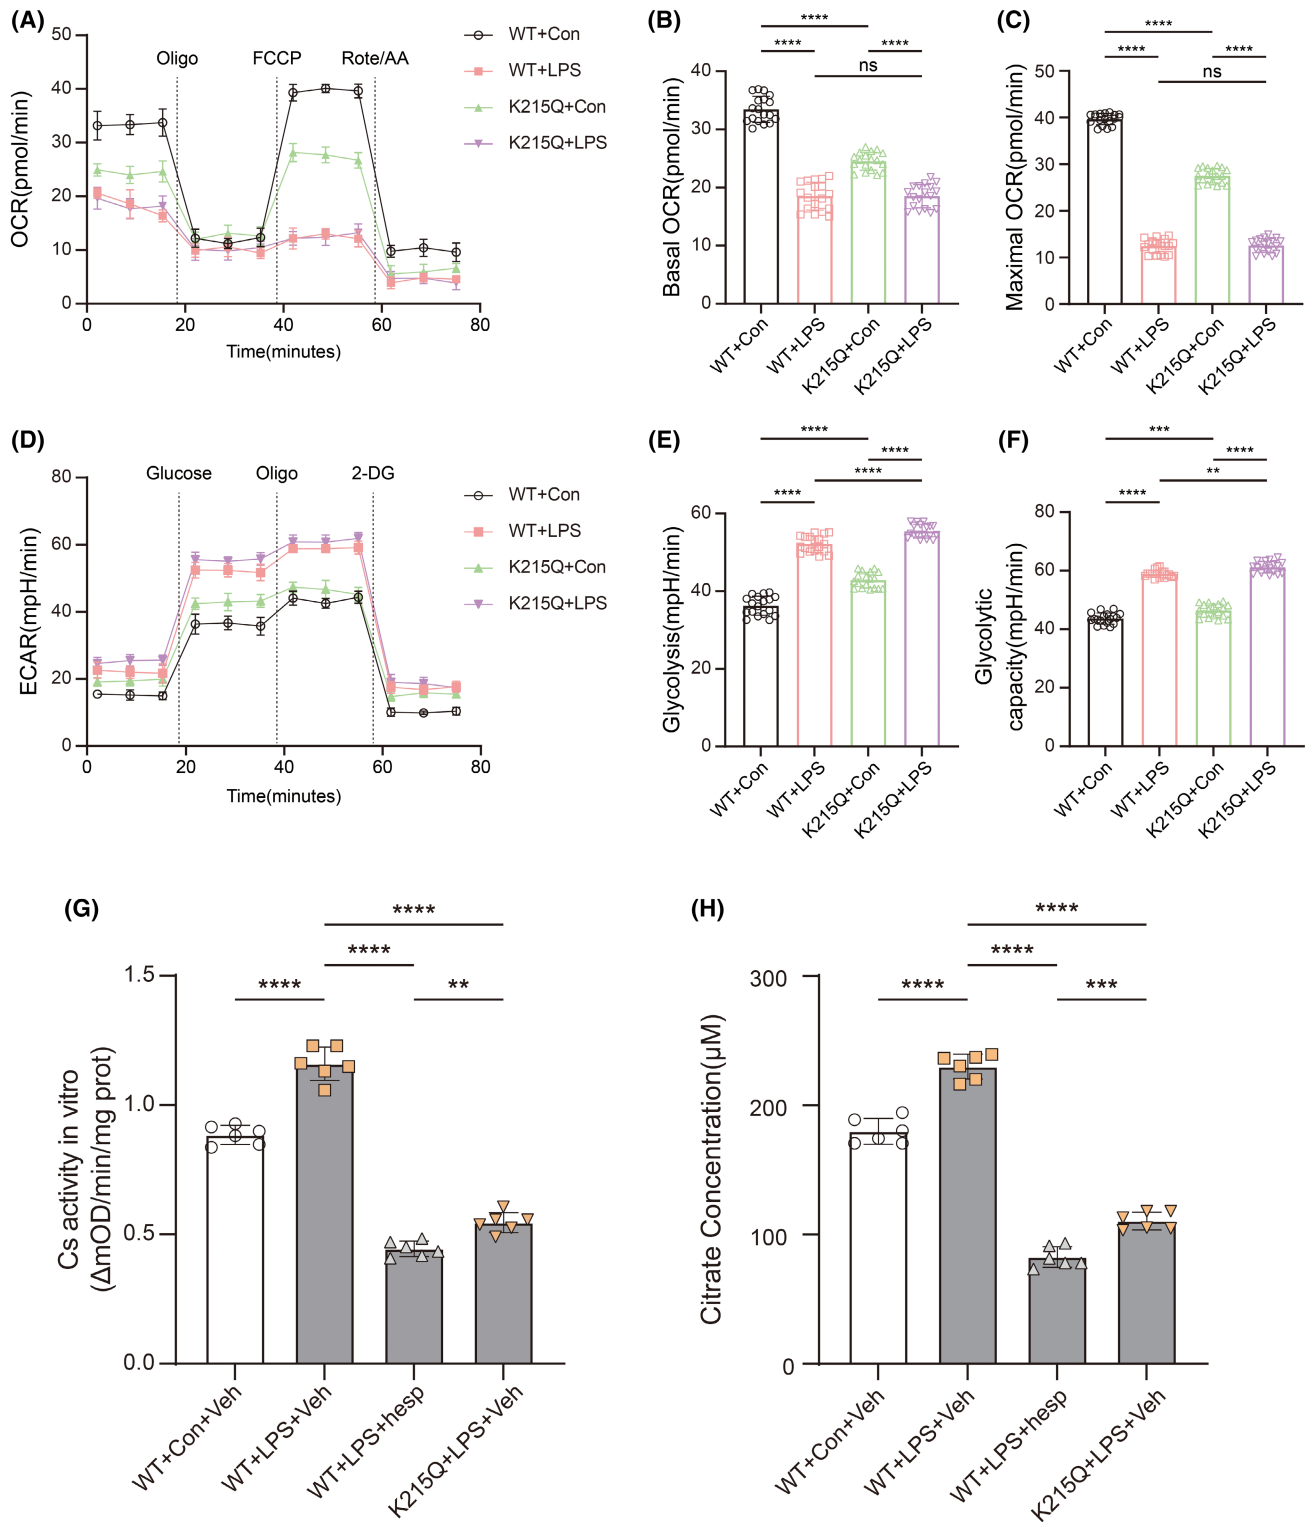 (A)
50
40
30
20
10
0
OCR(pmol/min)
Oligo
FCCP
Rote/AA
0
20
40
60
80
Time(minutes)
WT+Con
WT+LPS
K215Q+Con
K215Q+LPS
(B)
****
**** ****
ns
40
30
20
10
0
Basal OCR(pmol/min)
WT+Con
WT+LPS
K215Q+Con
K215Q+LPS
(C)
****
**** ****
ns
50
40
30
20
10
0
Maximal OCR(pmol/min)
WT+Con
WT+LPS
K215Q+Con
K215Q+LPS
(D)
80
60
40
20
0
ECAR(mpH/min)
Glucose
Oligo
2-DG
0
20
40
60
80
Time(minutes)
WT+Con
WT+LPS
K215Q+Con
K215Q+LPS
(E)
****
****
****
****
60
40
20
0
Glycolysis(mpH/min)
WT+Con
WT+LPS
K215Q+Con
K215Q+LPS
(F)
***
****
**
****
80
60
40
20
0
Glycolytic
capacity(mpH/min)
WT+Con
WT+LPS
K215Q+Con
K215Q+LPS
(G)
****
****
**** **
1.5
1.0
0.5
0.0
Cs activity in vitro
(ΔmOD/min/mg prot)
WT+Con+Veh
WT+LPS+Veh
WT+LPS+hesp
K215Q+LPS+Veh
(H)
****
****
**** ***
300
200
100
0
Citrate Concentration(μM)
WT+Con+Veh
WT+LPS+Veh
WT+LPS+hesp
K215Q+LPS+Veh